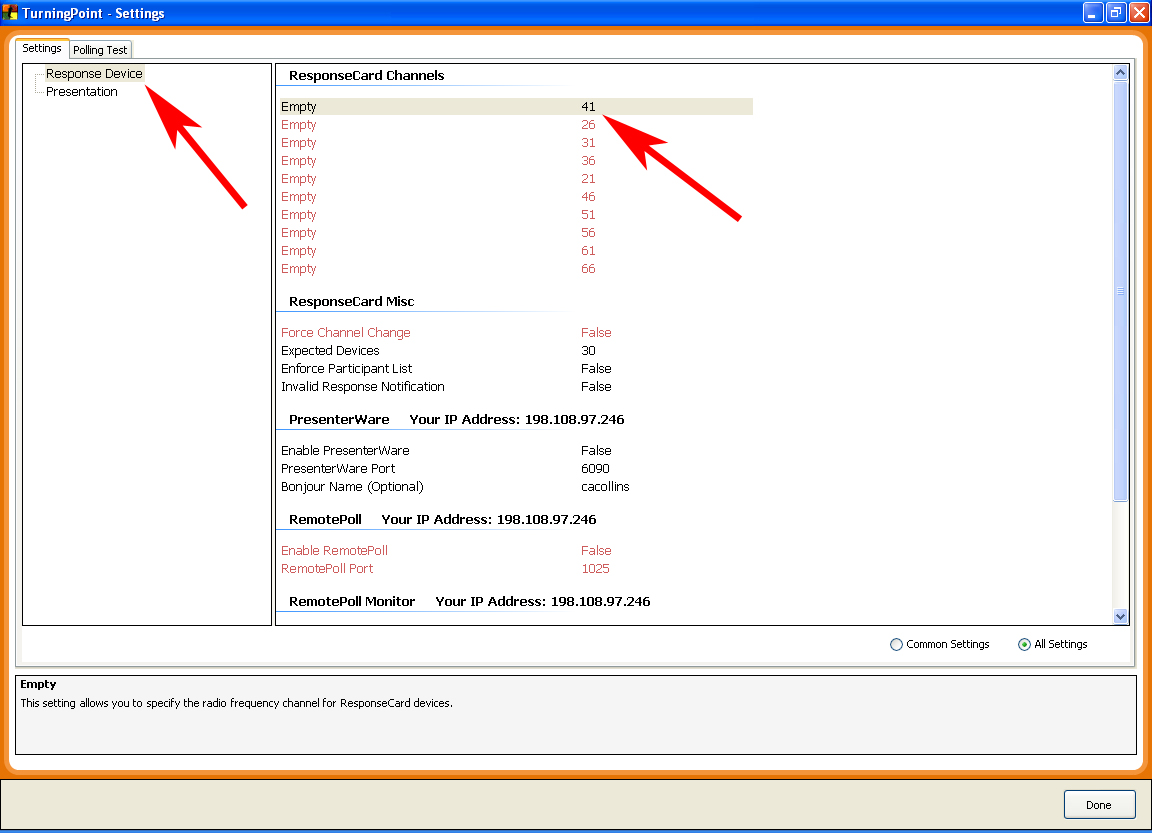 TurningPoint - Settings
Settings
Polling Test
Response Device
Presentation
ResponseCard Channels
Empty 41
Empty 26
Empty 31
Empty 36
Empty 21
Empty 46
Empty 51
Empty 56
Empty 61
Empty 66
ResponseCard Misc
Force Channel Change False
Expected Devices 30
Enforce Participant List False
Invalid Response Notification False
PresenterWare Your IP Address: 198.108.97.246
Enable PresenterWare False
PresenterWare Port 6090
Bonjour Name (Optional) cacollins
RemotePoll Your IP Address: 198.108.97.246
Enable RemotePoll False
RemotePoll Port 1025
RemotePoll Monitor Your IP Address: 198.108.97.246
Common Settings All Settings
Empty
This setting allows you to specify the radio frequency channel for ResponseCard devices.
Done